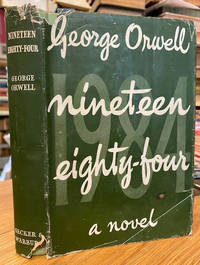 NINETEEN
EIGHTY-FOUR
GEORGE
ORWELL
SECKER &
WARBURG
George Orwell
1984
nineteen
eighty-four
a novel